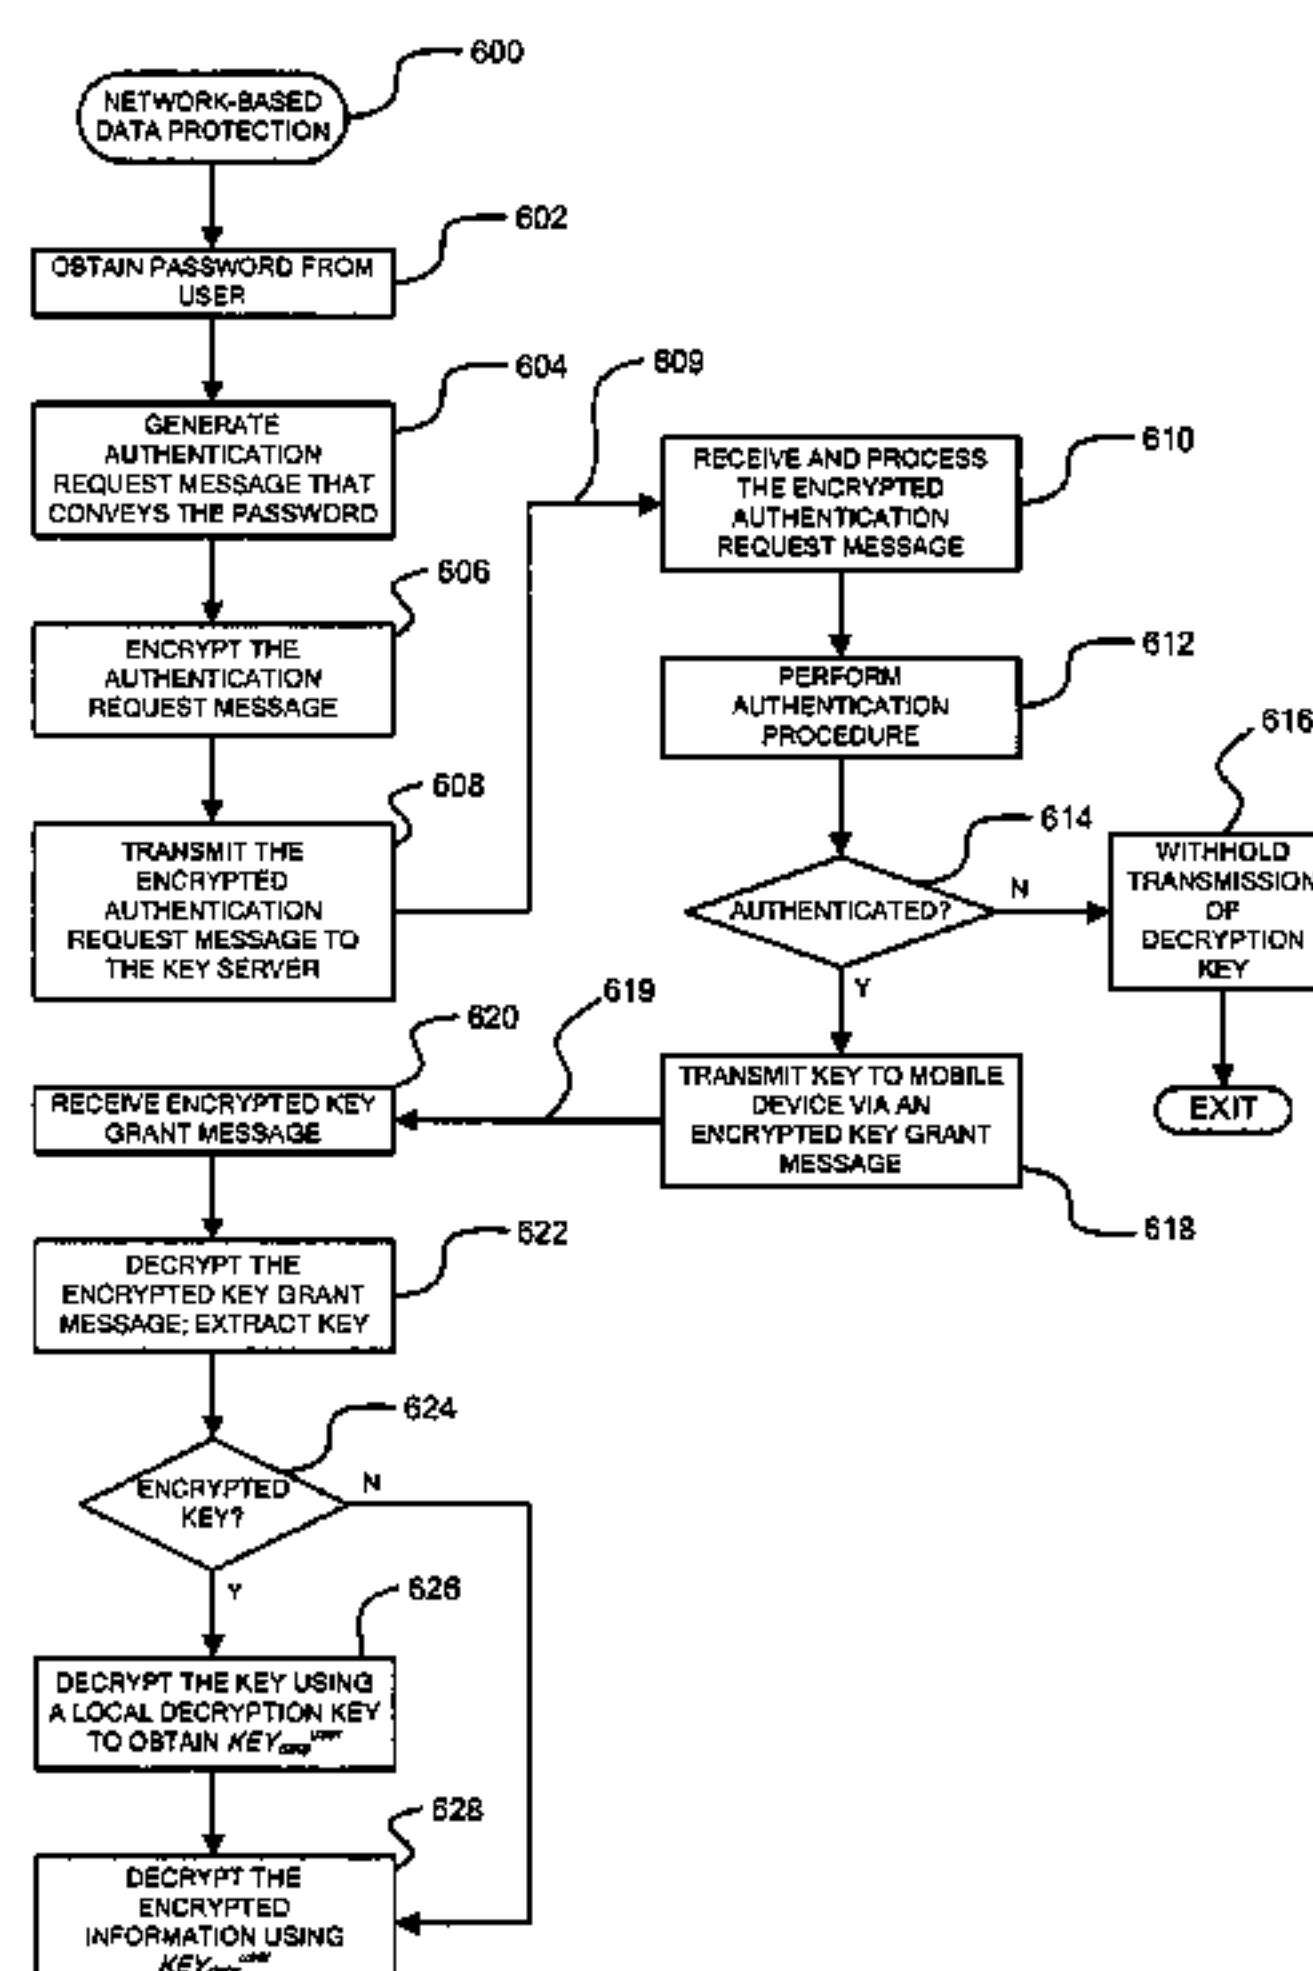 600
NETWORK-BASED
DATA PROTECTION
602
OBTAIN PASSWORD FROM
USER
604
GENERATE
AUTHENTICATION
REQUEST MESSAGE THAT
CONVEYS THE PASSWORD
606
ENCRYPT THE
AUTHENTICATION
REQUEST MESSAGE
608
TRANSMIT THE
ENCRYPTED
AUTHENTICATION
REQUEST MESSAGE TO
THE KEY SERVER
609
610
RECEIVE AND PROCESS
THE ENCRYPTED
AUTHENTICATION
REQUEST MESSAGE
612
PERFORM
AUTHENTICATION
PROCEDURE
614
AUTHENTICATED?
N
Y
616
WITHHOLD
TRANSMISSION
OF
DECRYPTION
KEY
EXIT
TRANSMIT KEY TO MOBILE
DEVICE VIA AN
ENCRYPTED KEY GRANT
MESSAGE
618
619
620
RECEIVE ENCRYPTED KEY
GRANT MESSAGE
622
DECRYPT THE
ENCRYPTED KEY GRANT
MESSAGE; EXTRACT KEY
624
ENCRYPTED
KEY?
N
Y
626
DECRYPT THE KEY USING
A LOCAL DECRYPTION KEY
TO OBTAIN KEY
628
DECRYPT THE
ENCRYPTED
INFORMATION USING
KEY